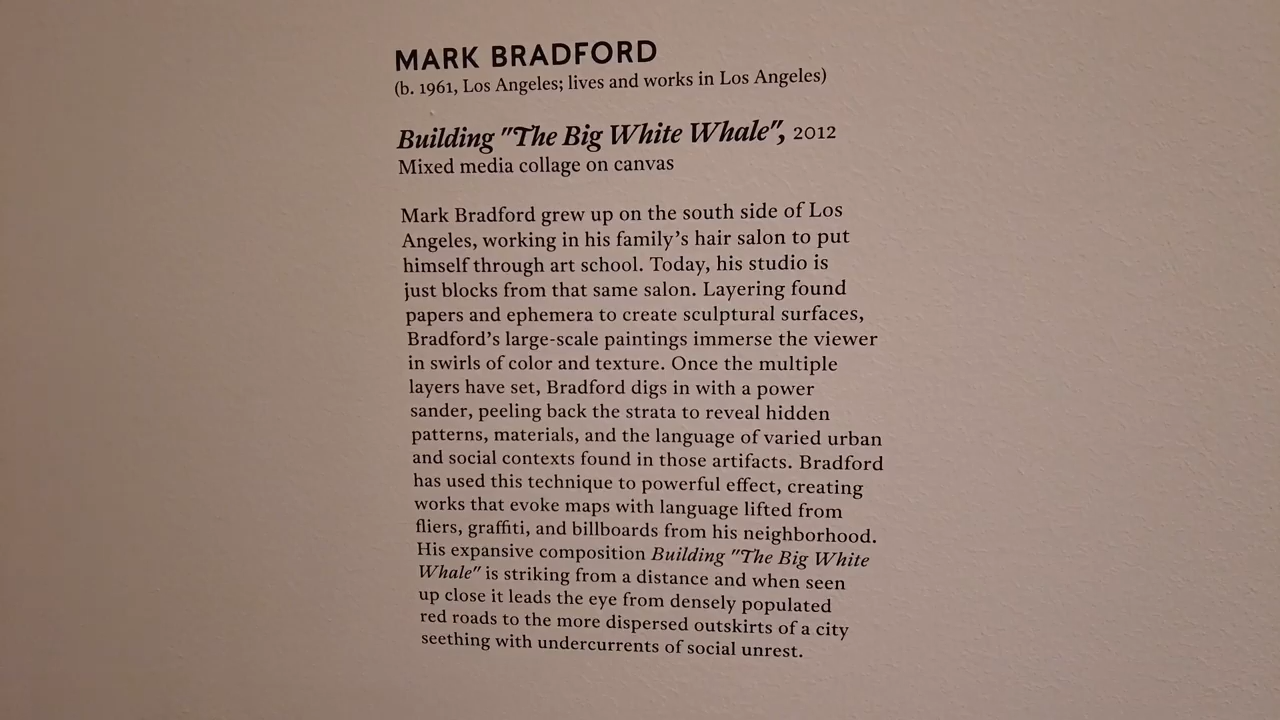 MARK BRADFORD
(b. 1961, Los Angeles; lives and works in Los Angeles)
Building "The Big White Whale", 2012
Mixed media collage on canvas
Mark Bradford grew up on the south side of Los
Angeles, working in his family’s hair salon to put
himself through art school. Today, his studio is
just blocks from that same salon. Layering found
papers and ephemera to create sculptural surfaces,
Bradford’s large-scale paintings immerse the viewer
in swirls of color and texture. Once the multiple
layers have set, Bradford digs in with a power
sander, peeling back the strata to reveal hidden
patterns, materials, and the language of varied urban
and social contexts found in those artifacts. Bradford
has used this technique to powerful effect, creating
works that evoke maps with language lifted from
fliers, graffiti, and billboards from his neighborhood.
His expansive composition Building "The Big White
Whale" is striking from a distance and when seen
up close it leads the eye from densely populated
red roads to the more dispersed outskirts of a city
seething with undercurrents of social unrest.